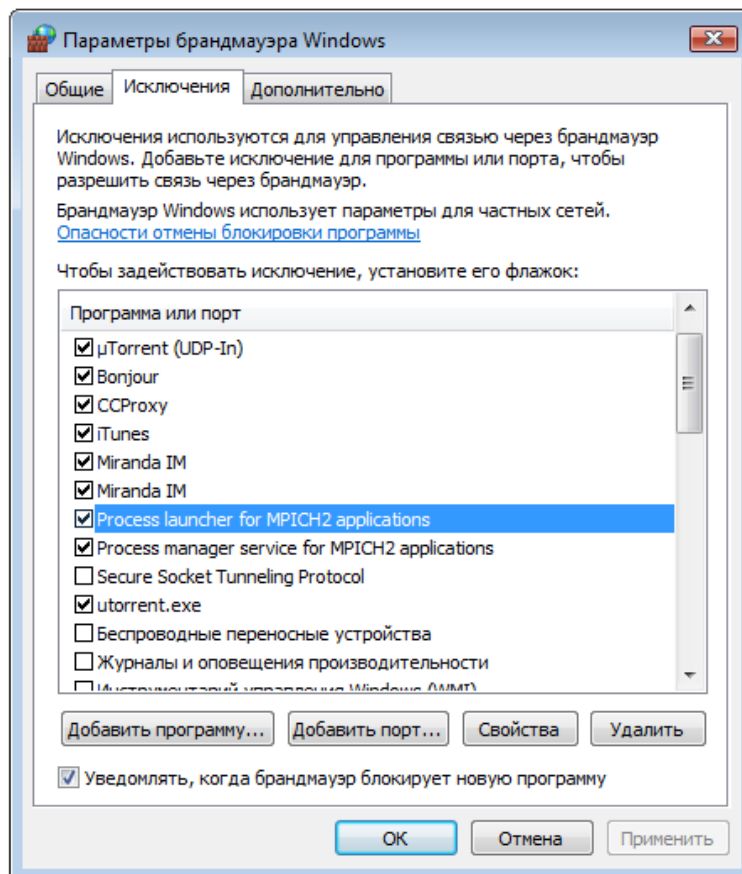 Параметры брандмауэра Windows
Общие
Исключения
Дополнительно
Исключения используются для управления связью через брандмауэр
Windows. Добавьте исключение для программы или порта, чтобы
разрешить связь через брандмауэр.
Брандмауэр Windows использует параметры для частных сетей.
Опасности отмены блокировки программы
Чтобы задействовать исключение, установите его флажок:
Программа или порт
µTorrent (UDP-In)
Bonjour
CCProxy
iTunes
Miranda IM
Miranda IM
Process launcher for MPICH2 applications
Process manager service for MPICH2 applications
Secure Socket Tunneling Protocol
utorrent.exe
Беспроводные переносные устройства
Журналы и оповещения производительности
Инструментарий управления Windows (WMI)
Добавить программу...
Добавить порт...
Свойства
Удалить
Уведомлять, когда брандмауэр блокирует новую программу
OK
Отмена
Применить